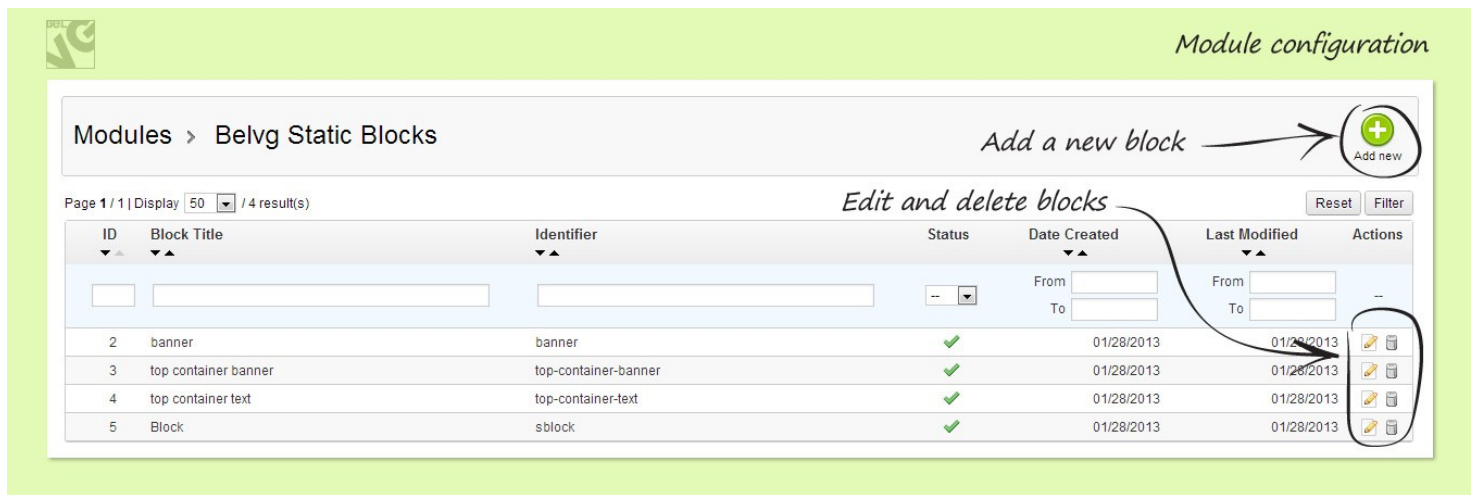 BEL
VG
Module configuration
Modules > Belvg Static Blocks
Add a new block
Add new
Page 1 / 1 | Display 50 / 4 result(s)
Edit and delete blocks
Reset Filter
ID Block Title Identifier Status Date Created Last Modified Actions
-- From From --
To To
2 banner banner 01/28/2013 01/28/2013
3 top container banner top-container-banner 01/28/2013 01/28/2013
4 top container text top-container-text 01/28/2013 01/28/2013
5 Block sblock 01/28/2013 01/28/2013